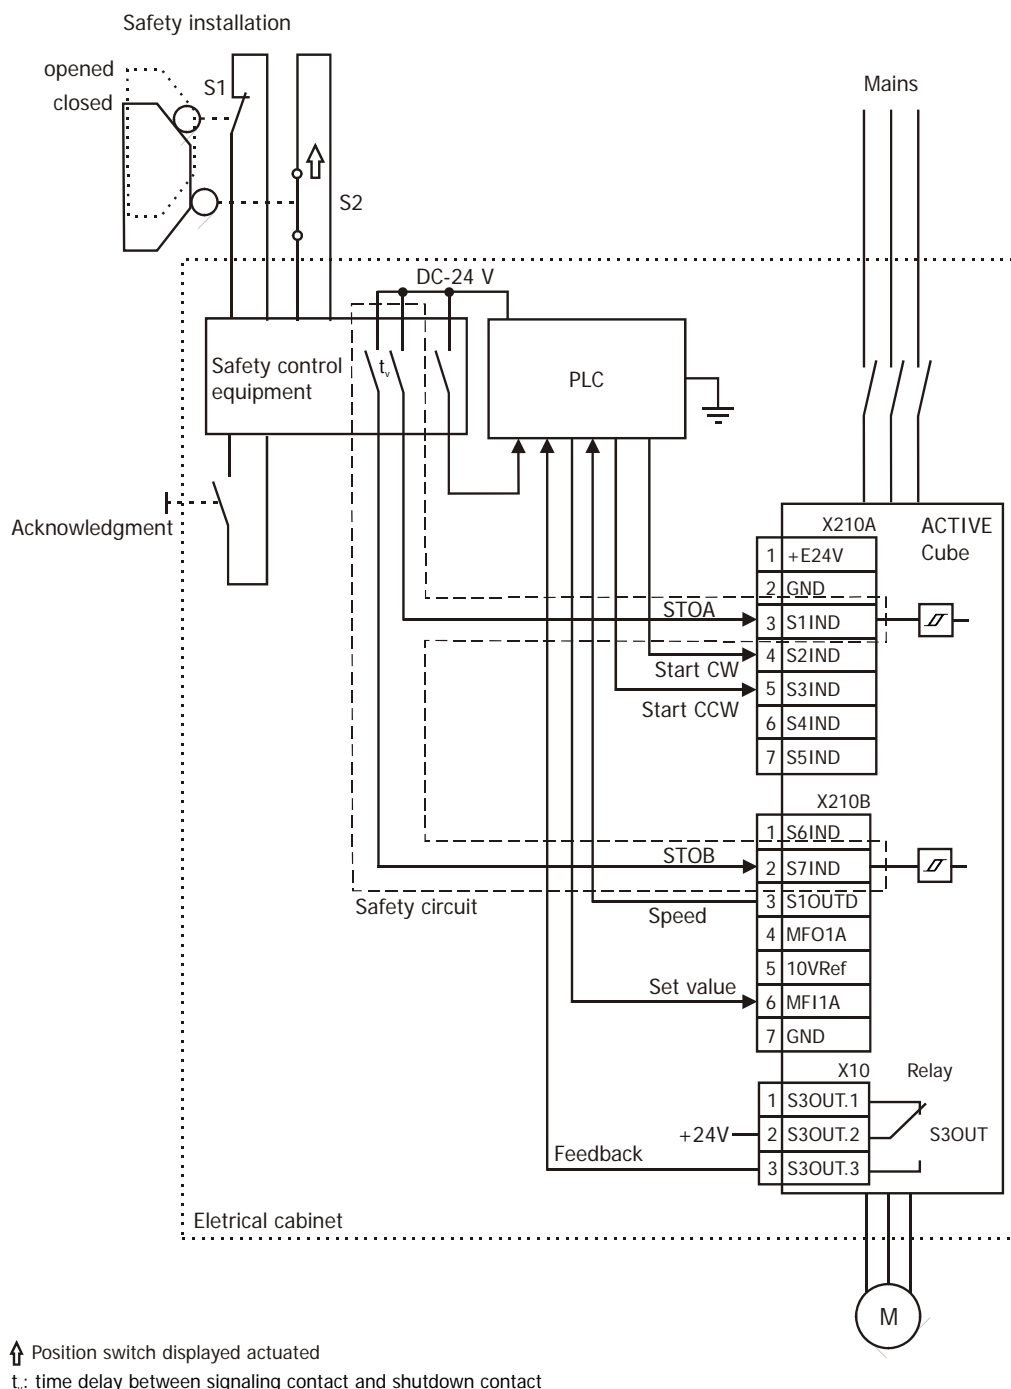 Safety installation
opened
closed
S1
S2
Mains
DC-24 V
Safety control
equipment
tv
PLC
Acknowledgment
X210A
ACTIVE
Cube
1 +E24V
2 GND
3 S1IND
4 S2IND
5 S3IND
6 S4IND
7 S5IND
STOA
Start CW
Start CCW
X210B
1 S6IND
2 S7IND
3 S1OUTD
4 MFO1A
5 10VRef
6 MFI1A
7 GND
STOB
Safety circuit
Speed
Set value
X10
Relay
1 S3OUT.1
2 S3OUT.2
3 S3OUT.3
+24V
S3OUT
Feedback
Eletrical cabinet
M
Position switch displayed actuated
tv: time delay between signaling contact and shutdown contact